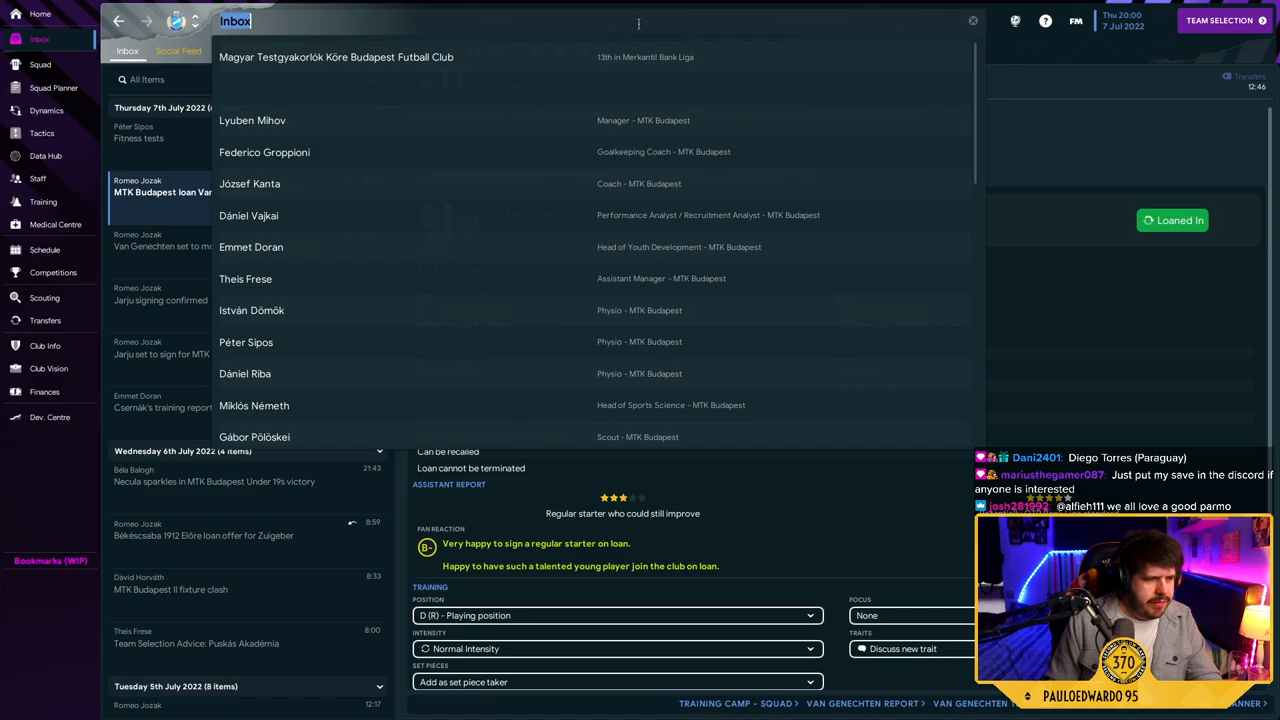 Home
Inbox
Squad
Squad Planner
Dynamics
Tactics
Data Hub
Staff
Training
Medical Centre
Schedule
Competitions
Scouting
Transfers
Club Info
Club Vision
Finances
Dev. Centre
Bookmarks (WIP)
Inbox
FM
Thu 20:00
7 Jul 2022
TEAM SELECTION
Inbox
Social Feed
All Items
Thursday 7th July 2022
Péter Sipos
Fitness tests
Romeo Jozak
MTK Budapest loan Van
Romeo Jozak
Van Genechten set to mo
Romeo Jozak
Jarju signing confirmed
Romeo Jozak
Jarju set to sign for MTK
Emmet Doran
Csernák's training report
Wednesday 6th July 2022 (4 items)
Béla Balogh
21:43
Necula sparkles in MTK Budapest Under 19s victory
Romeo Jozak
8:59
Békéscsaba 1912 Előre loan offer for Zuigeber
Dávid Horváth
8:33
MTK Budapest II fixture clash
Theis Frese
8:00
Team Selection Advice: Puskás Akadémia
Tuesday 5th July 2022 (8 items)
Romeo Jozak
12:17
Magyar Testgyakorlók Köre Budapest Futball Club
13th in Merkantil Bank Liga
Lyuben Mihov
Manager - MTK Budapest
Federico Groppioni
Goalkeeping Coach - MTK Budapest
József Kanta
Coach - MTK Budapest
Dániel Vajkai
Performance Analyst / Recruitment Analyst - MTK Budapest
Emmet Doran
Head of Youth Development - MTK Budapest
Theis Frese
Assistant Manager - MTK Budapest
István Dömök
Physio - MTK Budapest
Péter Sipos
Physio - MTK Budapest
Dániel Riba
Physio - MTK Budapest
Miklós Németh
Head of Sports Science - MTK Budapest
Gábor Pölöskei
Scout - MTK Budapest
Transfers
12:46
Loaned In
Can be recalled
Loan cannot be terminated
ASSISTANT REPORT
Regular starter who could still improve
FAN REACTION
B-
Very happy to sign a regular starter on loan.
Happy to have such a talented young player join the club on loan.
TRAINING
POSITION
D (R) - Playing position
FOCUS
None
INTENSITY
Normal Intensity
TRAITS
Discuss new trait
SET PIECES
Add as set piece taker
TRAINING CAMP - SQUAD >
VAN GENECHTEN REPORT >
VAN GENECHTEN
Dani2401: Diego Torres (Paraguay)
mariusthegamer087: Just put my save in the discord if
anyone is interested
josh281992: @alfieh111 we all love a good parmo
370
PAULOEDWARDO 95